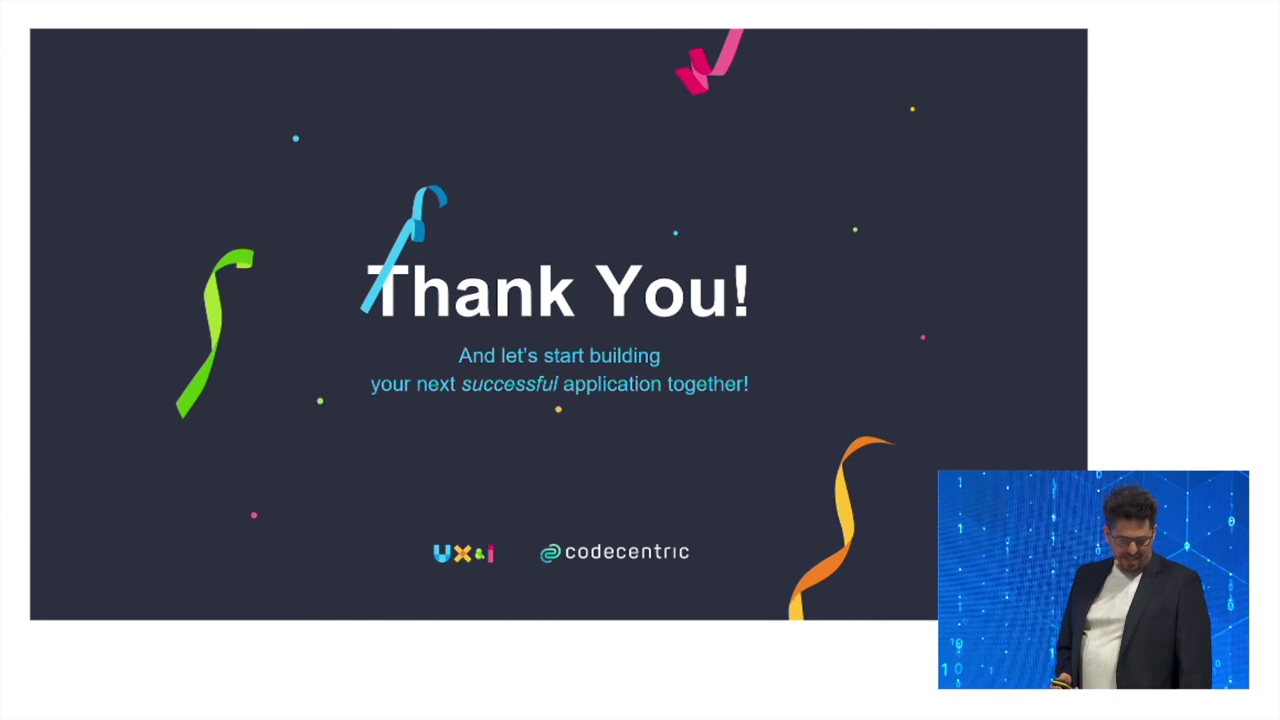 Thank You!
And let's start building
your next successful application together!
UX&I
codecentric